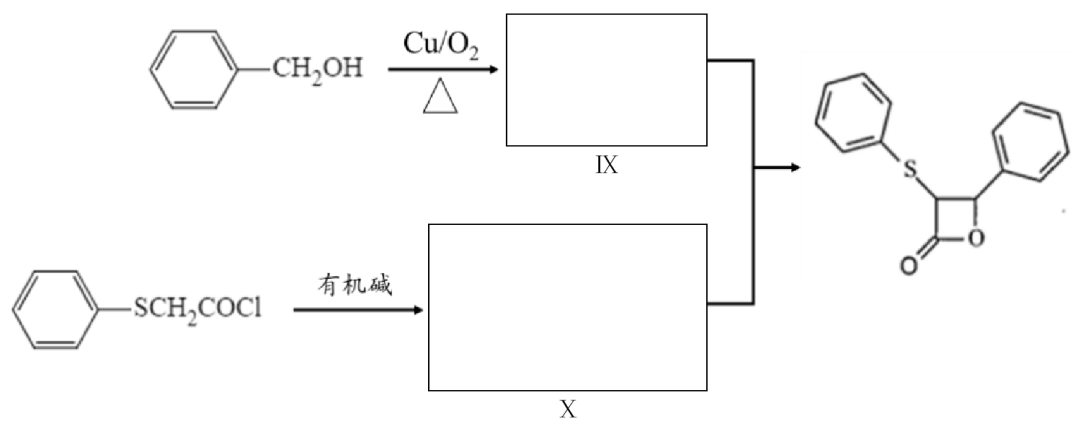 CH₂OH
Cu/O₂
△
IX
SCH₂COCl
有机碱
X
S
O
O